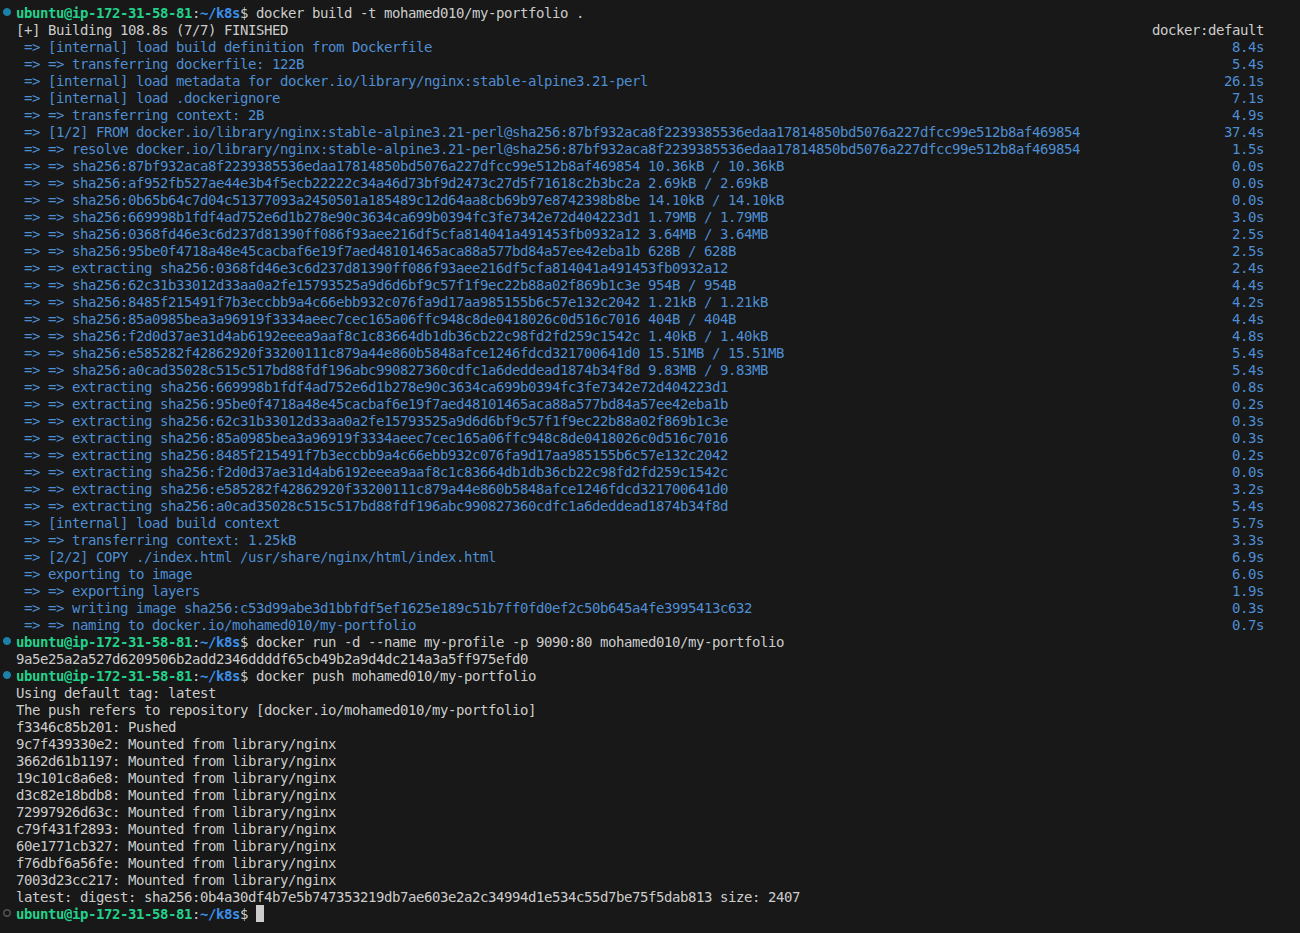 ubuntu@ip-172-31-58-81:~/k8s$ docker build -t mohamed010/my-portfolio .
[+] Building 108.8s (7/7) FINISHED docker:default
=> [internal] load build definition from Dockerfile 8.4s
=> => transferring dockerfile: 122B 5.4s
=> [internal] load metadata for docker.io/library/nginx:stable-alpine3.21-perl 26.1s
=> [internal] load .dockerignore 7.1s
=> => transferring context: 2B 4.9s
=> [1/2] FROM docker.io/library/nginx:stable-alpine3.21-perl@sha256:87bf932aca8f2239385536edaa17814850bd5076a227dfcc99e512b8af469854 37.4s
=> => resolve docker.io/library/nginx:stable-alpine3.21-perl@sha256:87bf932aca8f2239385536edaa17814850bd5076a227dfcc99e512b8af469854 1.5s
=> => sha256:87bf932aca8f2239385536edaa17814850bd5076a227dfcc99e512b8af469854 10.36kB / 10.36kB 0.0s
=> => sha256:af952fb527ae44e3b4f5ecb22222c34a46d73bf9d2473c27d5f71618c2b3bc2a 2.69kB / 2.69kB 0.0s
=> => sha256:0b65b64c7d04c51377093a2450501a185489c12d64aa8cb69b97e8742398b8be 14.10kB / 14.10kB 0.0s
=> => sha256:669998b1fdf4ad752e6d1b278e90c3634ca699b0394fc3fe7342e72d404223d1 1.79MB / 1.79MB 3.0s
=> => sha256:0368fd46e3c6d237d81390ff086f93aee216df5cfa814041a491453fb0932a12 3.64MB / 3.64MB 2.5s
=> => sha256:95be0f4718a48e45cacbaf6e19f7aed48101465aca88a577bd84a57ee42eba1b 628B / 628B 2.5s
=> => extracting sha256:0368fd46e3c6d237d81390ff086f93aee216df5cfa814041a491453fb0932a12 2.4s
=> => sha256:62c31b33012d33aa0a2fe15793525a9d6d6bf9c57f1f9ec22b88a02f869b1c3e 954B / 954B 4.4s
=> => sha256:8485f215491f7b3eccbb9a4c66ebb932c076fa9d17aa985155b6c57e132c2042 1.21kB / 1.21kB 4.2s
=> => sha256:85a0985bea3a96919f3334aeec7cec165a06ffc948c8de0418026c0d516c7016 404B / 404B 4.4s
=> => sha256:f2d0d37ae31d4ab6192eeea9aaf8c1c83664db1db36cb22c98fd2fd259c1542c 1.40kB / 1.40kB 4.8s
=> => sha256:e585282f42862920f33200111c879a44e860b5848afce1246fdcd321700641d0 15.51MB / 15.51MB 5.4s
=> => sha256:a0cad35028c515c517bd88fdf196abc990827360cdfc1a6deddead1874b34f8d 9.83MB / 9.83MB 5.4s
=> => extracting sha256:669998b1fdf4ad752e6d1b278e90c3634ca699b0394fc3fe7342e72d404223d1 0.8s
=> => extracting sha256:95be0f4718a48e45cacbaf6e19f7aed48101465aca88a577bd84a57ee42eba1b 0.2s
=> => extracting sha256:62c31b33012d33aa0a2fe15793525a9d6d6bf9c57f1f9ec22b88a02f869b1c3e 0.3s
=> => extracting sha256:85a0985bea3a96919f3334aeec7cec165a06ffc948c8de0418026c0d516c7016 0.3s
=> => extracting sha256:8485f215491f7b3eccbb9a4c66ebb932c076fa9d17aa985155b6c57e132c2042 0.2s
=> => extracting sha256:f2d0d37ae31d4ab6192eeea9aaf8c1c83664db1db36cb22c98fd2fd259c1542c 0.0s
=> => extracting sha256:e585282f42862920f33200111c879a44e860b5848afce1246fdcd321700641d0 3.2s
=> => extracting sha256:a0cad35028c515c517bd88fdf196abc990827360cdfc1a6deddead1874b34f8d 5.4s
=> [internal] load build context 5.7s
=> => transferring context: 1.25kB 3.3s
=> [2/2] COPY ./index.html /usr/share/nginx/html/index.html 6.9s
=> exporting to image 6.0s
=> => exporting layers 1.9s
=> => writing image sha256:c53d99abe3d1bbfdf5ef1625e189c51b7ff0fd0ef2c50b645a4fe3995413c632 0.3s
=> => naming to docker.io/mohamed010/my-portfolio 0.7s
ubuntu@ip-172-31-58-81:~/k8s$ docker run -d --name my-profile -p 9090:80 mohamed010/my-portfolio
9a5e25a2a527d6209506b2add2346ddddf65cb49b2a9d4dc214a3a5ff975efd0
ubuntu@ip-172-31-58-81:~/k8s$ docker push mohamed010/my-portfolio
Using default tag: latest
The push refers to repository [docker.io/mohamed010/my-portfolio]
f3346c85b201: Pushed
9c7f439330e2: Mounted from library/nginx
3662d61b1197: Mounted from library/nginx
19c101c8a6e8: Mounted from library/nginx
d3c82e18bdb8: Mounted from library/nginx
72997926d63c: Mounted from library/nginx
c79f431f2893: Mounted from library/nginx
60e1771cb327: Mounted from library/nginx
f76dbf6a56fe: Mounted from library/nginx
7003d23cc217: Mounted from library/nginx
latest: digest: sha256:0b4a30df4b7e5b747353219db7ae603e2a2c34994d1e534c55d7be75f5dab813 size: 2407
ubuntu@ip-172-31-58-81:~/k8s$